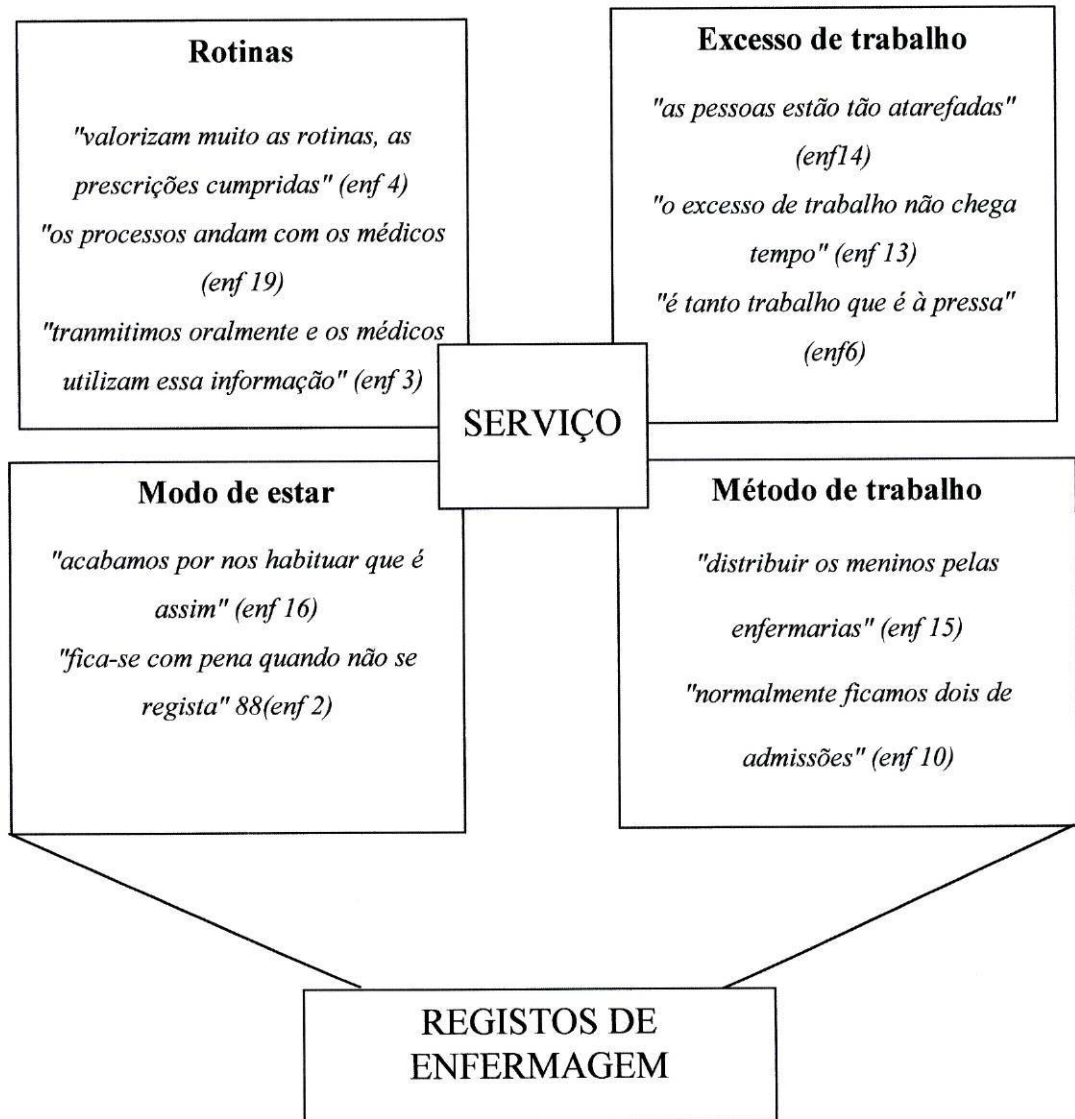 Rotinas
"valorizam muito as rotinas, as
prescrições cumpridas" (enf 4)
"os processos andam com os médicos
(enf 19)
"tranmitimos oralmente e os médicos
utilizam essa informação" (enf 3)
Excesso de trabalho
"as pessoas estão tão atarefadas"
(enf14)
"o excesso de trabalho não chega
tempo" (enf 13)
"é tanto trabalho que é à pressa"
(enf6)
SERVIÇO
Modo de estar
"acabamos por nos habituar que é
assim" (enf 16)
"fica-se com pena quando não se
regista" 88(enf 2)
Método de trabalho
"distribuir os meninos pelas
enfermarias" (enf 15)
"normalmente ficamos dois de
admissões" (enf 10)
REGISTOS DE
ENFERMAGEM